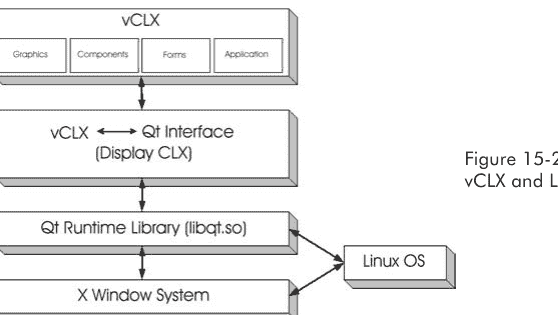 vCLX
Graphics
Components
Forms
Application
vCLX
Qt Interface
(Display CLX)
Figure 15-2
vCLX and L
Qt Runtime Library (libqt.so)
Linux OS
X Window System